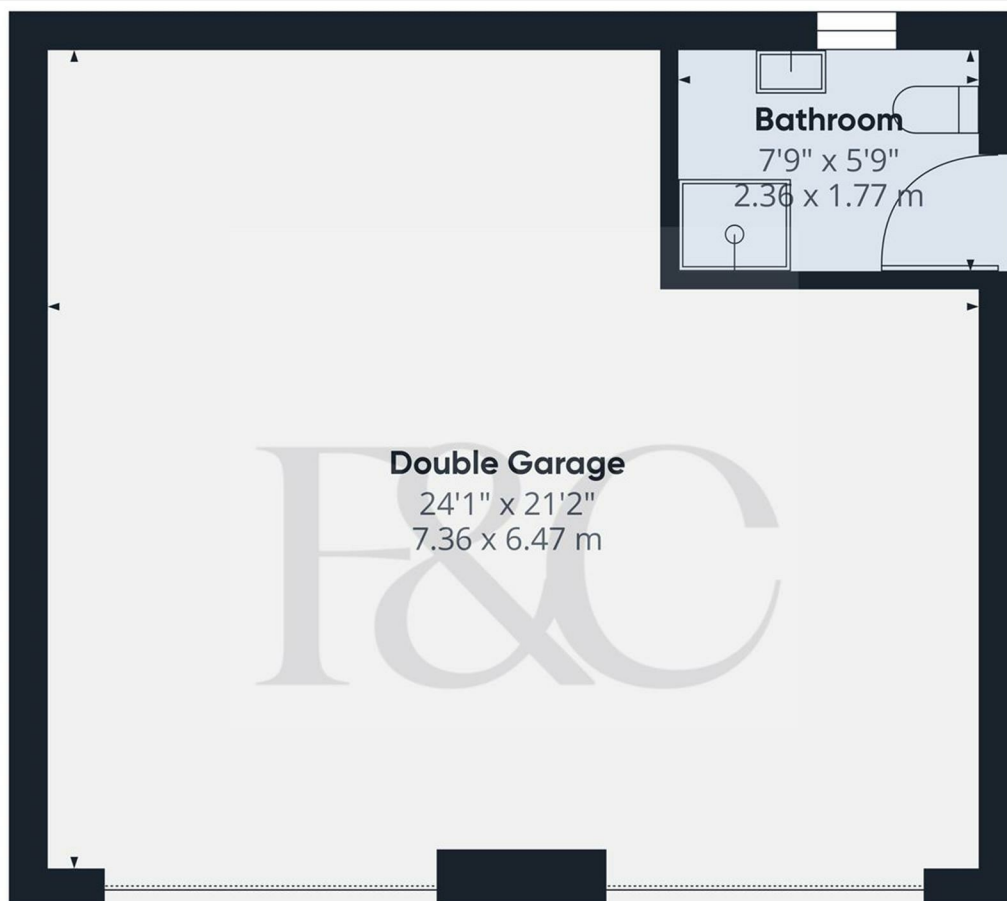 Bathroom
7'9" x 5'9"
2.36 x 1.77 m
Double Garage
24'1" x 21'2"
7.36 x 6.47 m
F&C